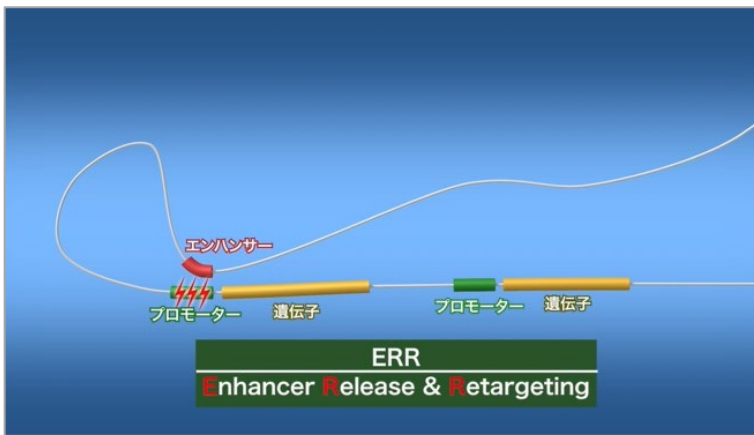 エンハンサー
プロモーター
遺伝子
プロモーター
遺伝子
ERR
Enhancer Release & Retargeting